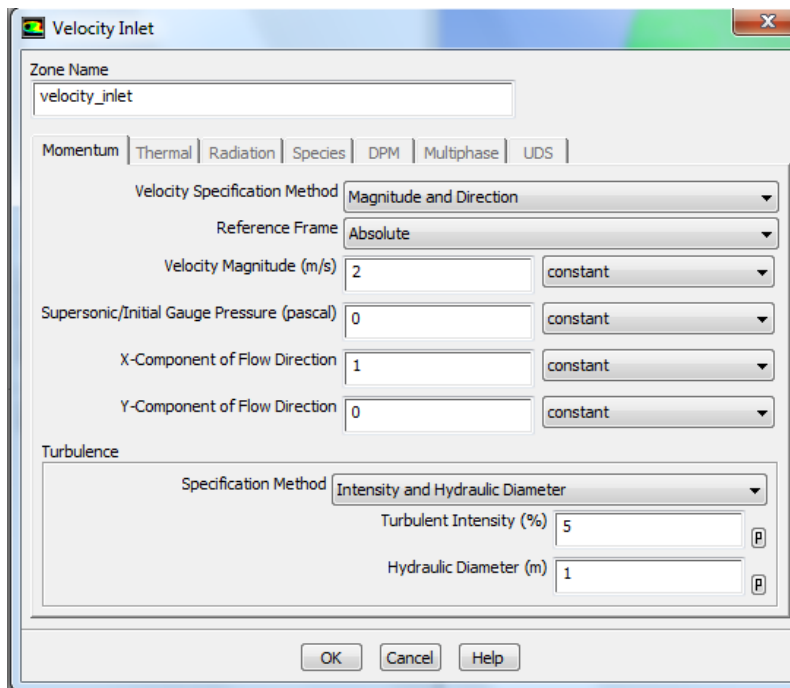 Velocity Inlet
x
Zone Name
velocity_inlet
Momentum Thermal Radiation Species DPM Multiphase UDS
Velocity Specification Method Magnitude and Direction
Reference Frame Absolute
Velocity Magnitude (m/s) 2 constant
Supersonic/Initial Gauge Pressure (pascal) 0 constant
X-Component of Flow Direction 1 constant
Y-Component of Flow Direction 0 constant
Turbulence
Specification Method Intensity and Hydraulic Diameter
Turbulent Intensity (%) 5 P
Hydraulic Diameter (m) 1 P
OK Cancel Help